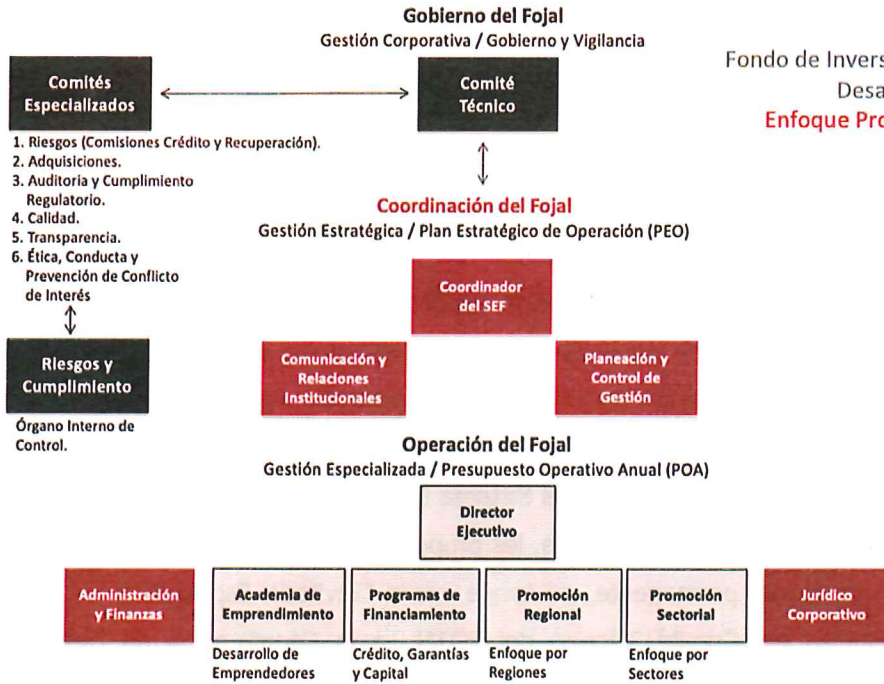 Gobierno del Fojal
Gestión Corporativa / Gobierno y Vigilancia
Fondo de Invers
Desa
Enfoque Pro
Comités
Especializados
Comité
Técnico
1. Riesgos (Comisiones Crédito y Recuperación).
2. Adquisiciones.
3. Auditoria y Cumplimiento
Regulatorio.
4. Calidad.
5. Transparencia.
6. Ética, Conducta y
Prevención de Conflicto
de Interés
Coordinación del Fojal
Gestión Estratégica / Plan Estratégico de Operación (PEO)
Coordinador
del SEF
Riesgos y
Cumplimiento
Órgano Interno de
Control.
Comunicación y
Relaciones
Institucionales
Planeación y
Control de
Gestión
Operación del Fojal
Gestión Especializada / Presupuesto Operativo Anual (POA)
Director
Ejecutivo
Administración
y Finanzas
Academia de
Emprendimiento
Programas de
Financiamiento
Promoción
Regional
Promoción
Sectorial
Jurídico
Corporativo
Desarrollo de
Emprendedores
Crédito, Garantías
y Capital
Enfoque por
Regiones
Enfoque por
Sectores